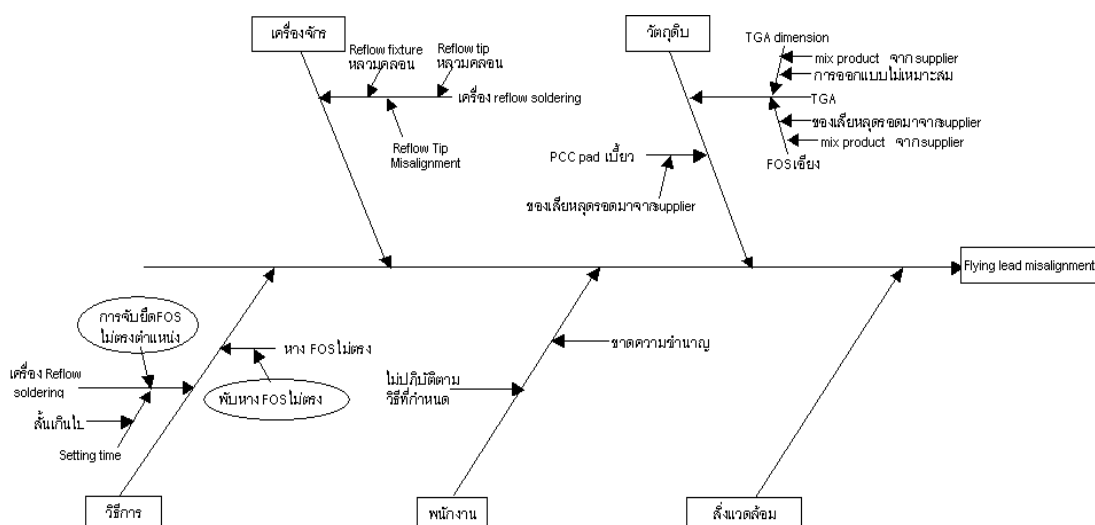 เครื่องจักร
Reflow fixture
หลวมคลอน
Reflow tip
หลวมคลอน
เครื่อง reflow soldering
Reflow Tip
Misalignment
วัตถุดิบ
TGA dimension
mix product จาก supplier
การออกแบบไม่เหมาะสม
TGA
ของเสียหลุดรอดมาจากsupplier
mix product จาก supplier
FOSเอียง
PCC pad เบี้ยว
ของเสียหลุดรอดมาจากsupplier
Flying lead misalignment
การจับยึดFOS
ไม่ตรงตำแหน่ง
หาง FOSไม่ตรง
เครื่อง Reflow
soldering
พับหาง FOSไม่ตรง
สั้นเกินไป
Setting time
ขาดความชำนาญ
ไม่ปฏิบัติตาม
วิธีที่กำหนด
วิธีการ
พนักงาน
สิ่งแวดล้อม